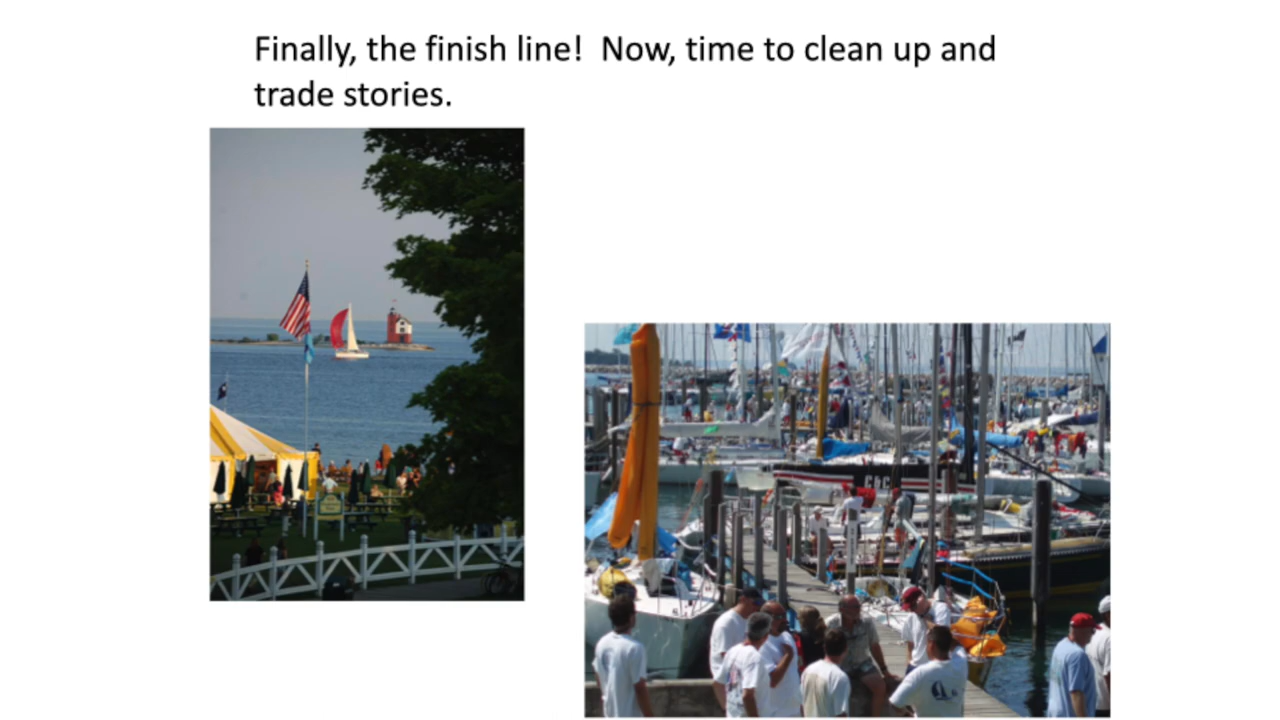 Finally, the finish line!  Now, time to clean up and
trade stories.
C&C